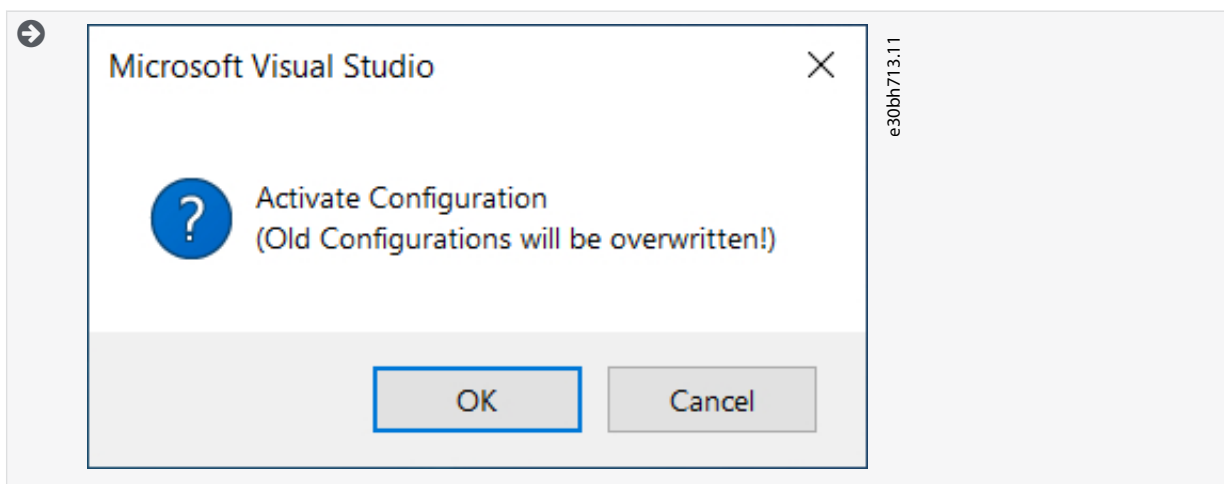 Microsoft Visual Studio
Activate Configuration
(Old Configurations will be overwritten!)
OK
Cancel
e30bh713.11